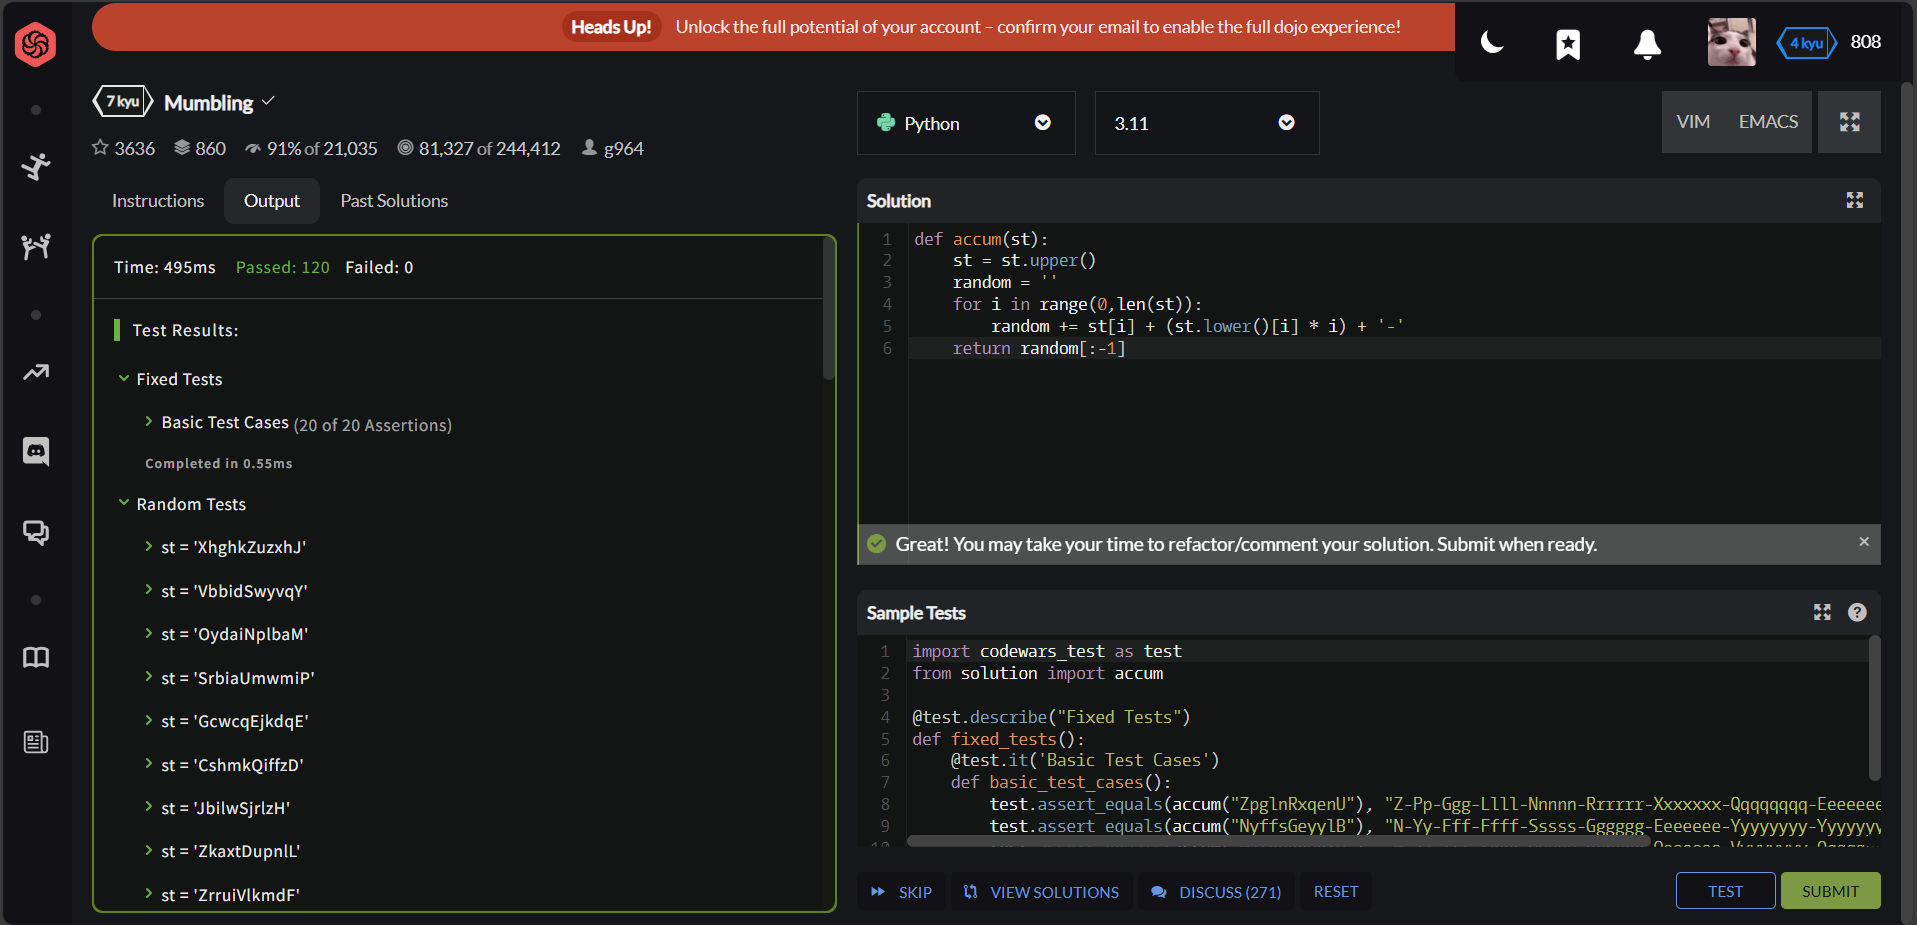 Heads Up! Unlock the full potential of your account – confirm your email to enable the full dojo experience!
4 kyu 808
7 kyu Mumbling
3636 860 91% of 21,035 81,327 of 244,412 g964
Instructions Output Past Solutions
Time: 495ms Passed: 120 Failed: 0
Test Results:
Fixed Tests
Basic Test Cases (20 of 20 Assertions)
Completed in 0.55ms
Random Tests
st = 'XhghkZuzxhJ'
st = 'VbbidSwyvqY'
st = 'OydaiNplbaM'
st = 'SrbiaUmwmiP'
st = 'GcwcqEjkdqE'
st = 'CshmkQiffzD'
st = 'JbilwSjrlzH'
st = 'ZkaxtDupnlL'
st = 'ZrruiVlkmdF'
Python 3.11 VIM EMACS
Solution
1 def accum(st):
2 st = st.upper()
3 random = ''
4 for i in range(0,len(st)):
5 random += st[i] + (st.lower()[i] * i) + '-'
6 return random[:-1]
Great! You may take your time to refactor/comment your solution. Submit when ready.
Sample Tests
1 import codewars_test as test
2 from solution import accum
3
4 @test.describe("Fixed Tests")
5 def fixed_tests():
6 @test.it('Basic Test Cases')
7 def basic_test_cases():
8 test.assert_equals(accum("ZpglnRxqenU"), "Z-Pp-Ggg-Llll-Nnnnn-Rrrrrr-Xxxxxxx-Qqqqqqqq-Eeeeeee
9 test.assert_equals(accum("NyffsGeyylB"), "N-Yy-Fff-Ffff-Sssss-Gggggg-Eeeeeee-Yyyyyyyy-Yyyyyyy
10
SKIP VIEW SOLUTIONS DISCUSS (271) RESET TEST SUBMIT